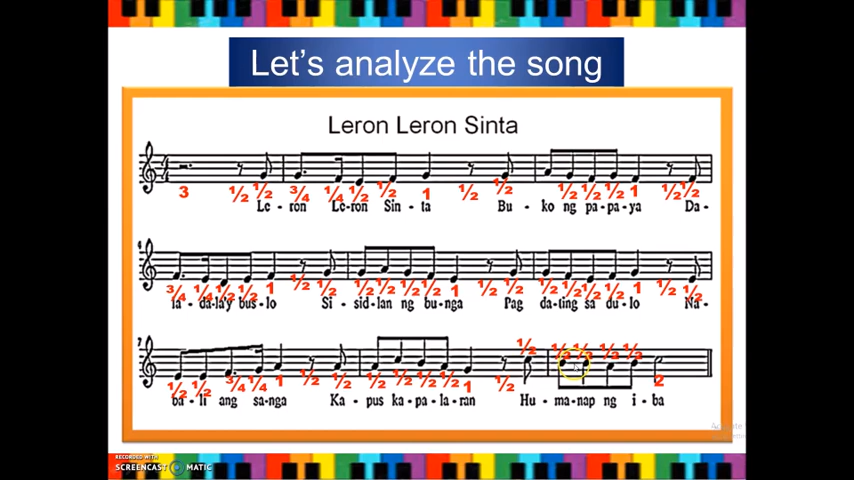 Let's analyze the song
Leron Leron Sinta
4
4
3 ½ ½ ¾ ¼ ½ ½ 1 ½ ½ ½ ½ ½ 1 ½ ½
Le - ron Le-ron Sin - ta Bu - ko ng pa-pa-ya Da-
¾ ¼ ½ ½ 1 ½ ½ ½ ½ ½ ½ 1 ½ ½ ½ ½ ½ ½ 1 ½
la-da-lay bus-lo Si - sid-lan ng bu-nga Pag da-ting sa du-lo Na-
½ ½ ¾ ¼ 1 ½ ½ ½ ½ ½ ½ 1 ½ ½ ½ ½ ½ ½ 2
ba-li ang sa-nga Ka - pus ka-pa-la-ran Hu - ma-nap ng i-ba
RECORDED WITH
SCREENCAST MATIC